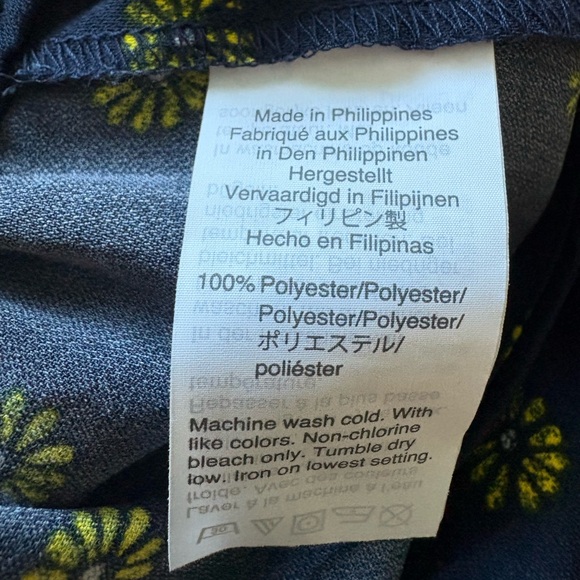 Made in Philippines
Fabriqué aux Philippines
in Den Philippinen
Hergestellt
Vervaardigd in Filipijnen
フィリピン製
Hecho en Filipinas
100% Polyester/Polyester/
Polyester/Polyester/
ポリエステル/
poliéster
Machine wash cold. With
like colors. Non-chlorine
bleach only. Tumble dry
low. Iron on lowest setting.